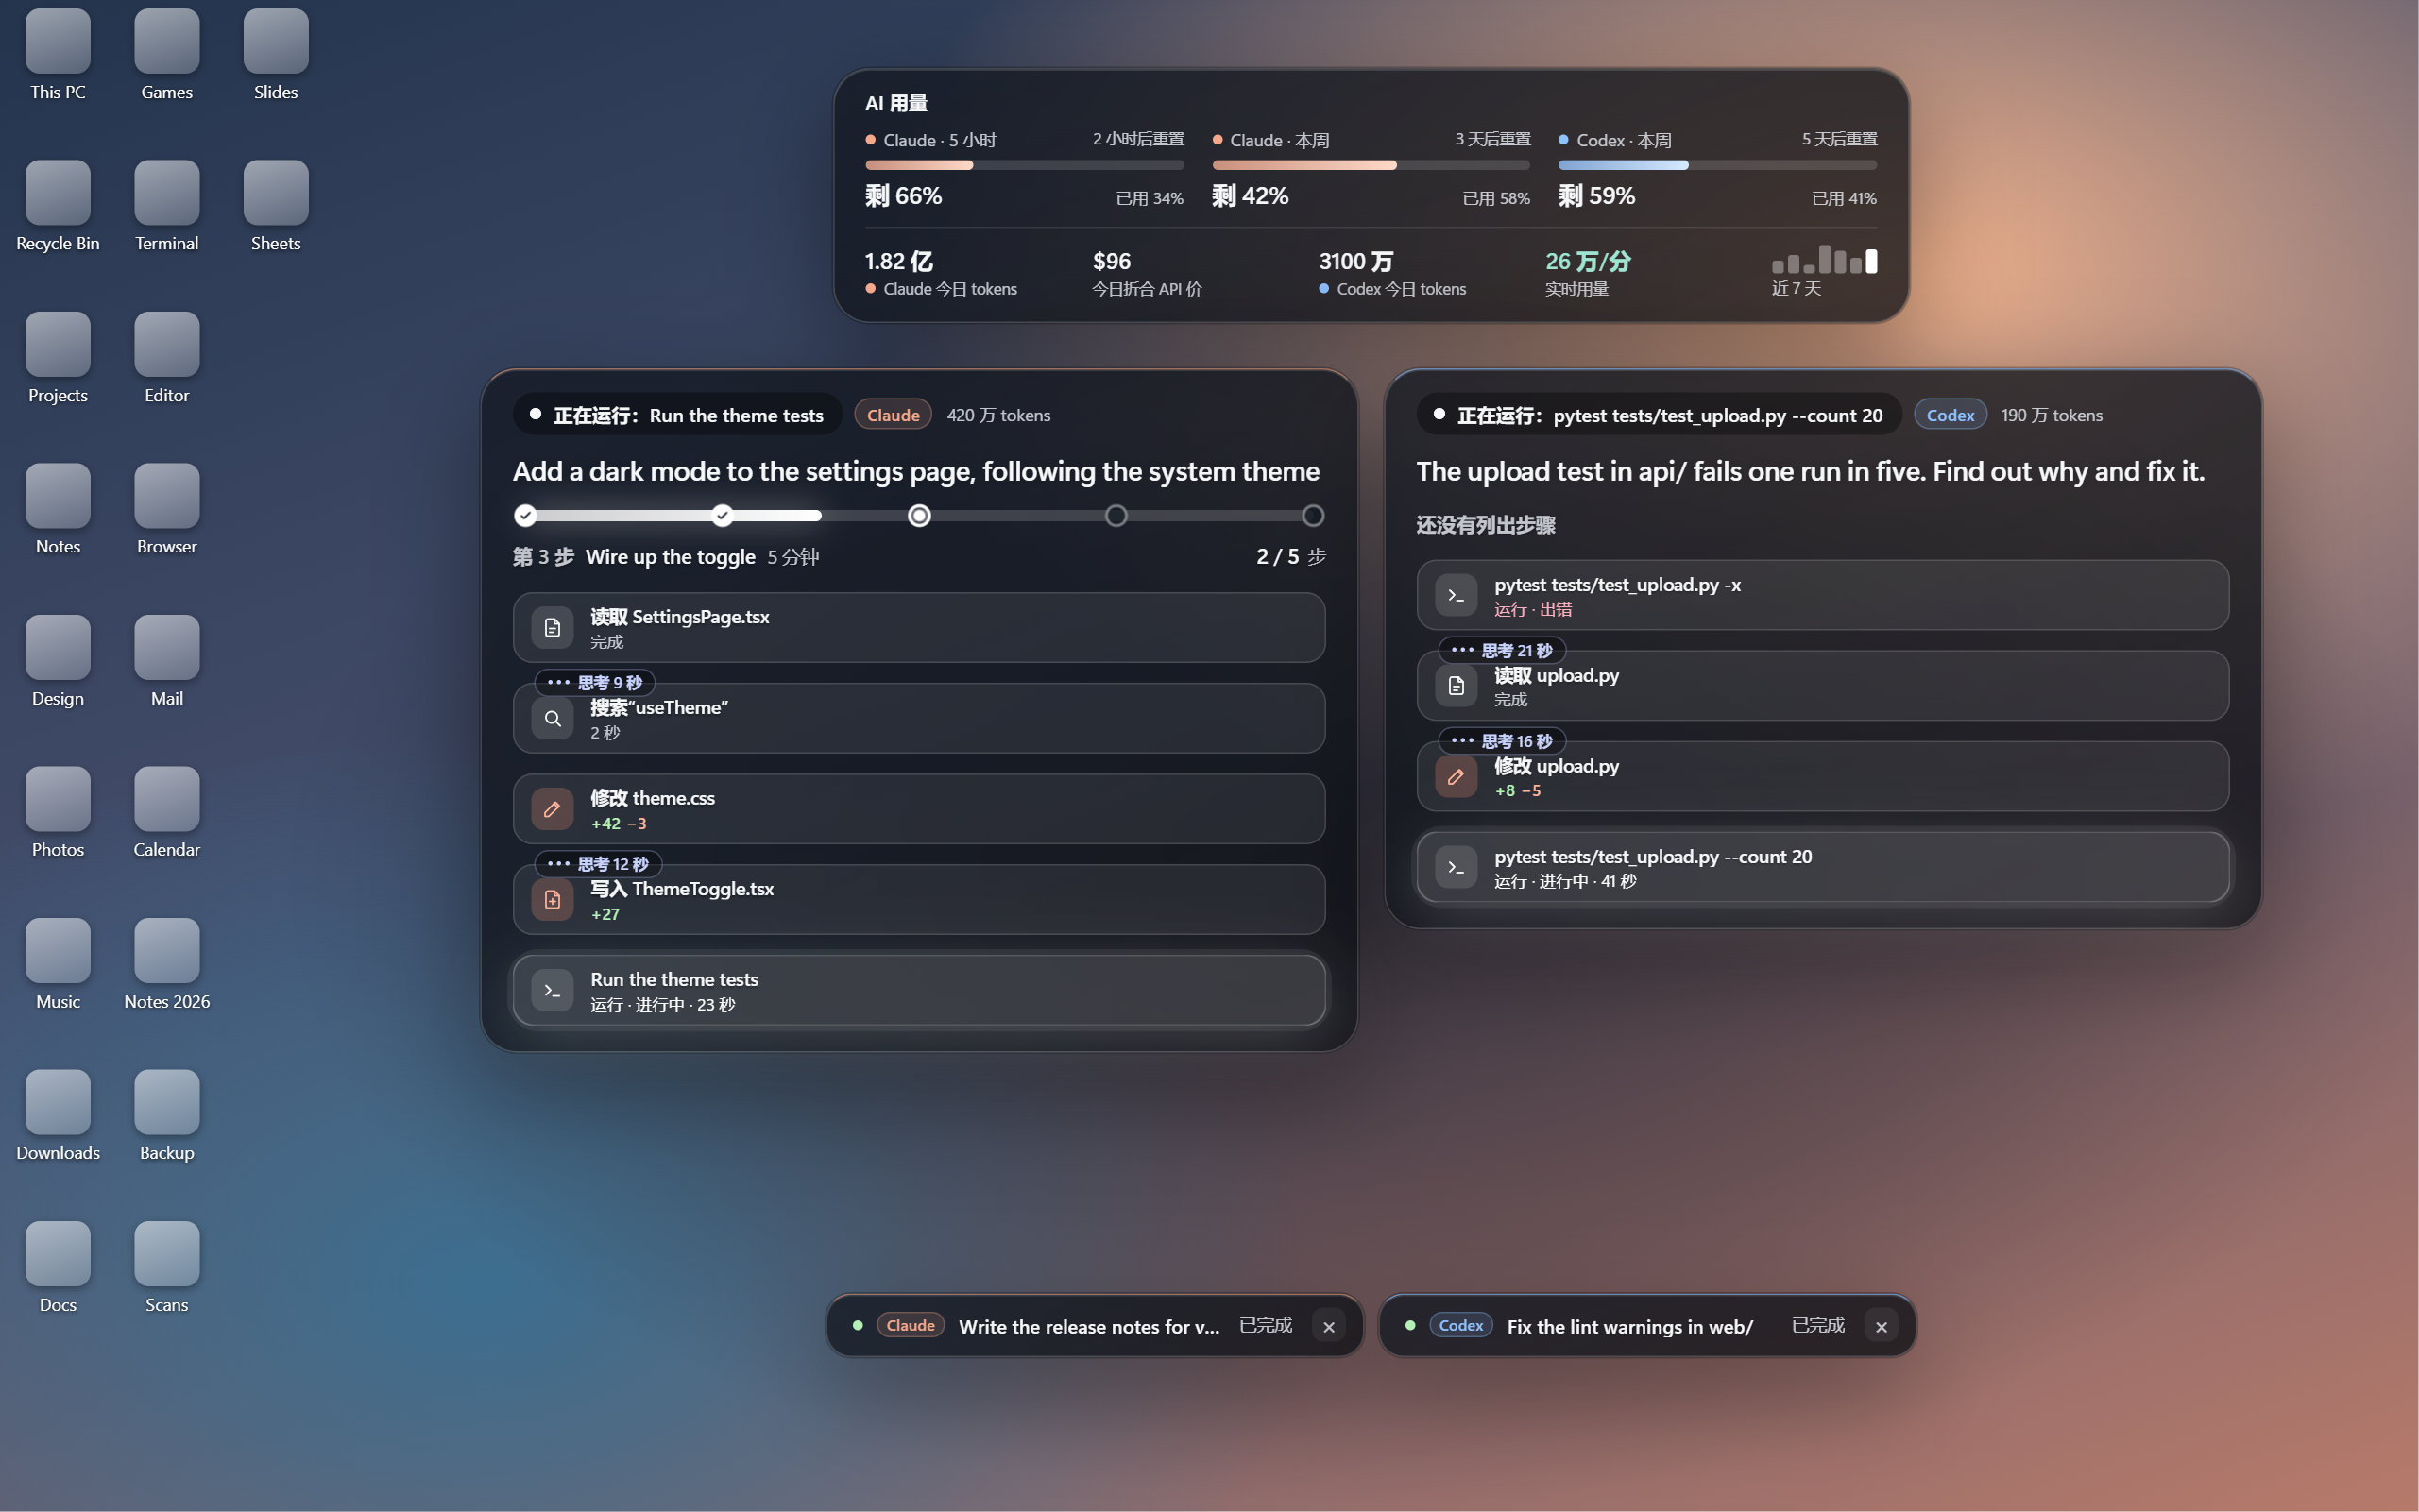 This PC
Games
Slides
Recycle Bin
Terminal
Sheets
Projects
Editor
Notes
Browser
Design
Mail
Photos
Calendar
Music
Notes 2026
Downloads
Backup
Docs
Scans
AI 用量
Claude · 5 小时
2 小时后重置
剩 66%
已用 34%
Claude · 本周
3 天后重置
剩 42%
已用 58%
Codex · 本周
5 天后重置
剩 59%
已用 41%
1.82 亿
Claude 今日 tokens
$96
今日折合 API 价
3100 万
Codex 今日 tokens
26 万/分
实时用量
近 7 天
正在运行：Run the theme tests
Claude
420 万 tokens
Add a dark mode to the settings page, following the system theme
第 3 步 Wire up the toggle 5 分钟
2 / 5 步
读取 SettingsPage.tsx
完成
··· 思考 9 秒
搜索“useTheme”
2 秒
修改 theme.css
+42 −3
··· 思考 12 秒
写入 ThemeToggle.tsx
+27
Run the theme tests
运行 · 进行中 · 23 秒
正在运行：pytest tests/test_upload.py --count 20
Codex
190 万 tokens
The upload test in api/ fails one run in five. Find out why and fix it.
还没有列出步骤
pytest tests/test_upload.py -x
运行 · 出错
··· 思考 21 秒
读取 upload.py
完成
··· 思考 16 秒
修改 upload.py
+8 −5
pytest tests/test_upload.py --count 20
运行 · 进行中 · 41 秒
Claude
Write the release notes for v...
已完成
Codex
Fix the lint warnings in web/
已完成